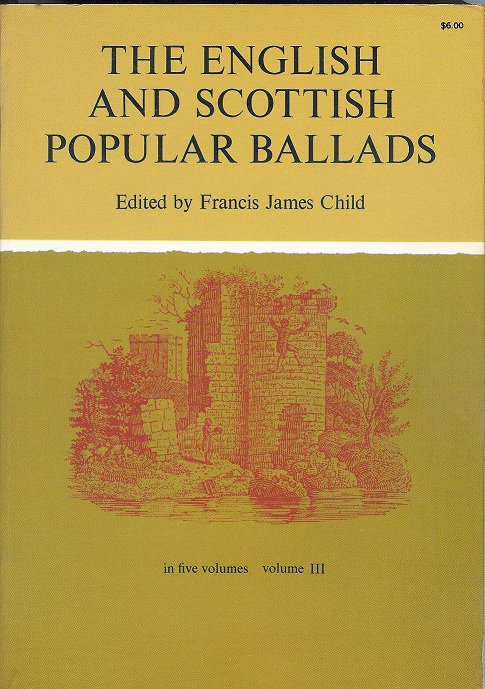 $6.00
THE ENGLISH
AND SCOTTISH
POPULAR BALLADS
Edited by Francis James Child
in five volumes volume III